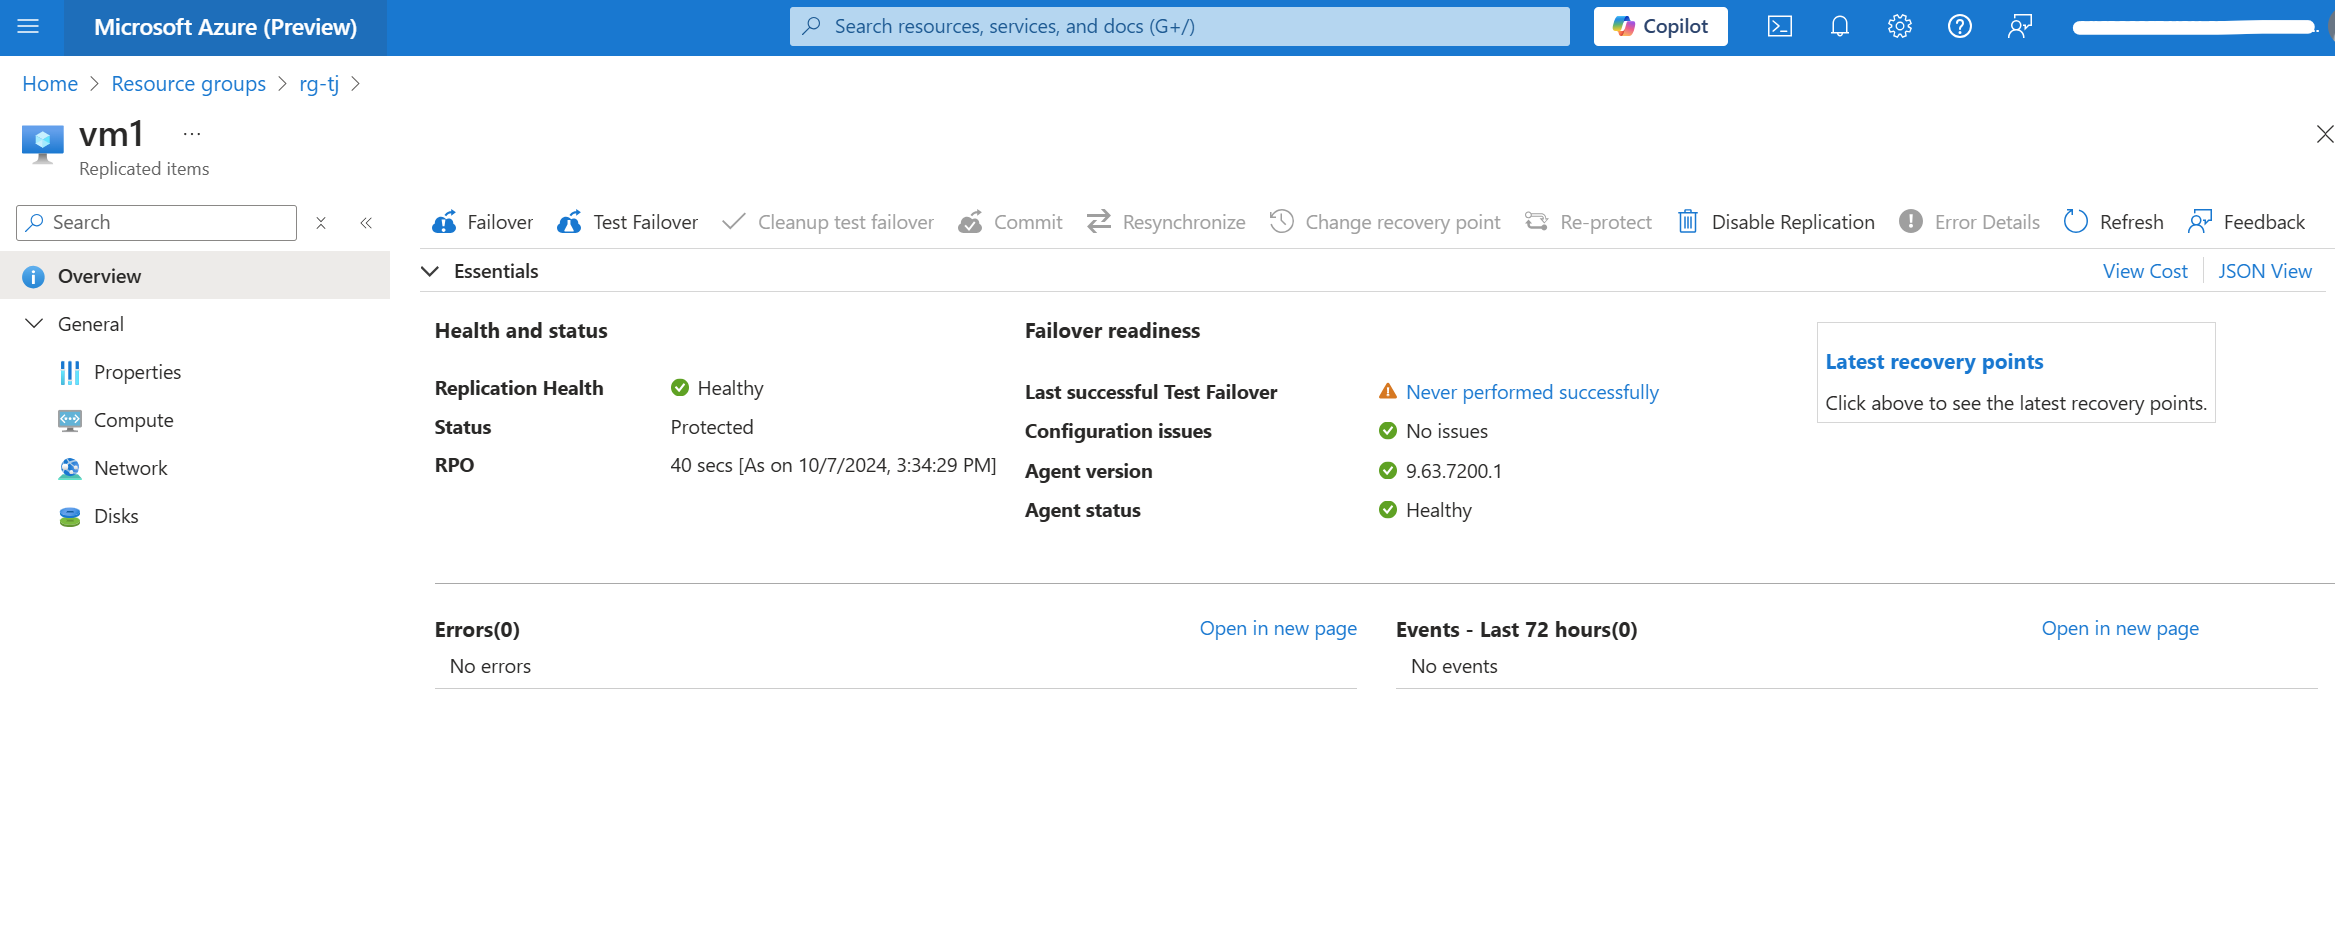 Microsoft Azure (Preview)
Search resources, services, and docs (G+/)
Copilot
Home > Resource groups > rg-tj >
vm1 ...
Replicated items
Search
Failover Test Failover Cleanup test failover Commit Resynchronize Change recovery point Re-protect Disable Replication Error Details Refresh Feedback
Overview
General
Properties
Compute
Network
Disks
Essentials
View Cost JSON View
Health and status
Replication Health Healthy
Status Protected
RPO 40 secs [As on 10/7/2024, 3:34:29 PM]
Failover readiness
Last successful Test Failover Never performed successfully
Configuration issues No issues
Agent version 9.63.7200.1
Agent status Healthy
Latest recovery points
Click above to see the latest recovery points.
Errors(0) Open in new page
No errors
Events - Last 72 hours(0) Open in new page
No events